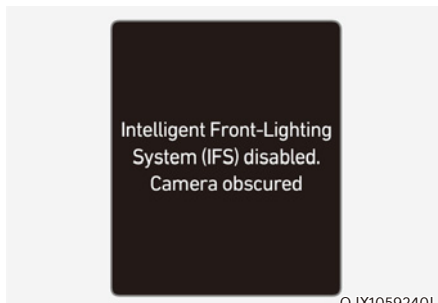 Intelligent Front-Lighting
System (IFS) disabled.
Camera obscured